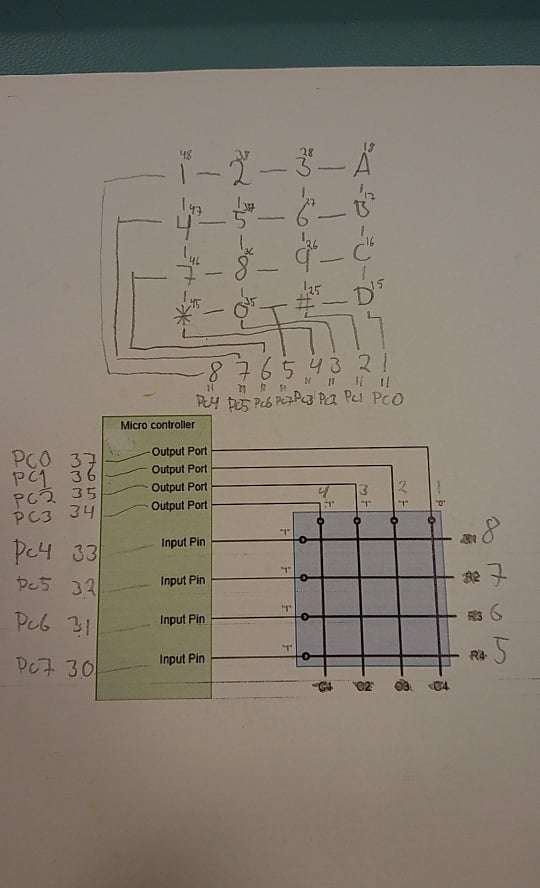 48 38 28 18
1 — 2 — 3 — A
47 37 27 17
4 — 5 — 6 — B
46 36 26 16
7 — 8 — 9 — C
45 35 25 15
* — 0 — # — D
8 7 6 5 4 3 2 1
" " " " " " " "
PC4 PC5 PC6 PC7 PC3 PC2 PC1 PC0
Micro controller
PC0 37 Output Port
PC1 36 Output Port
PC2 35 Output Port
PC3 34 Output Port
4 3 2 1
"1" "1" "1" "0"
PC4 33 Input Pin "1" R1 8
PC5 32 Input Pin "1" R2 7
PC6 31 Input Pin "1" R3 6
PC7 30 Input Pin "1" R4 5
C1 C2 C3 C4